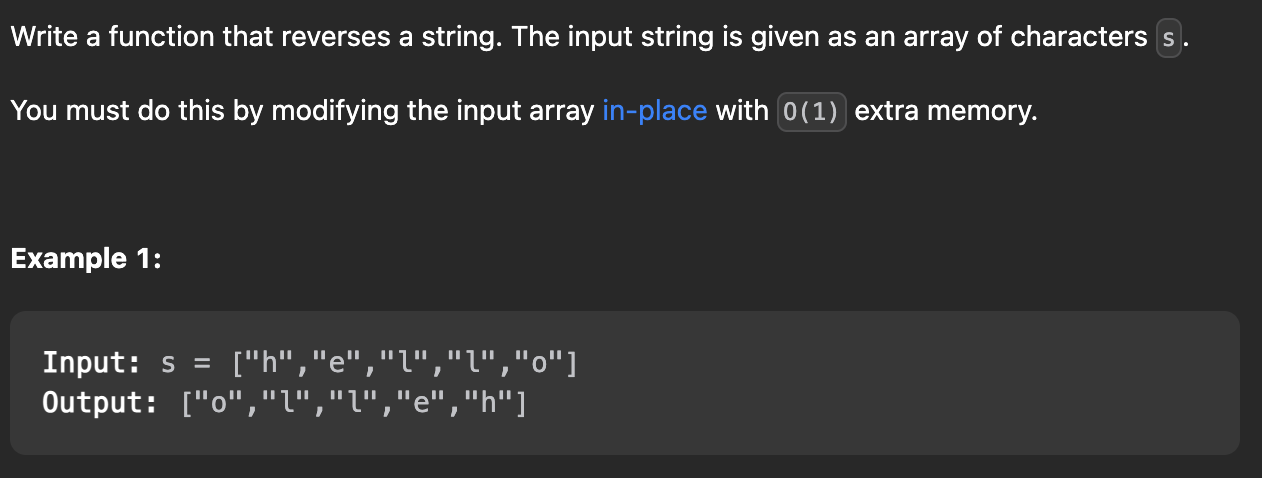 Write a function that reverses a string. The input string is given as an array of characters s.
You must do this by modifying the input array in-place with O(1) extra memory.
Example 1:
Input: s = ["h","e","l","l","o"]
Output: ["o","l","l","e","h"]